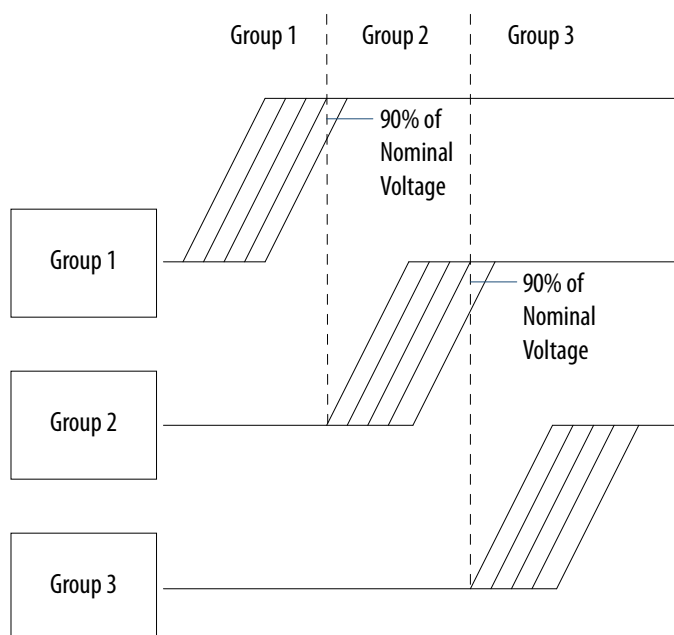 Group 1
Group 2
Group 3
90% of
Nominal
Voltage
Group 1
90% of
Nominal
Voltage
Group 2
Group 3